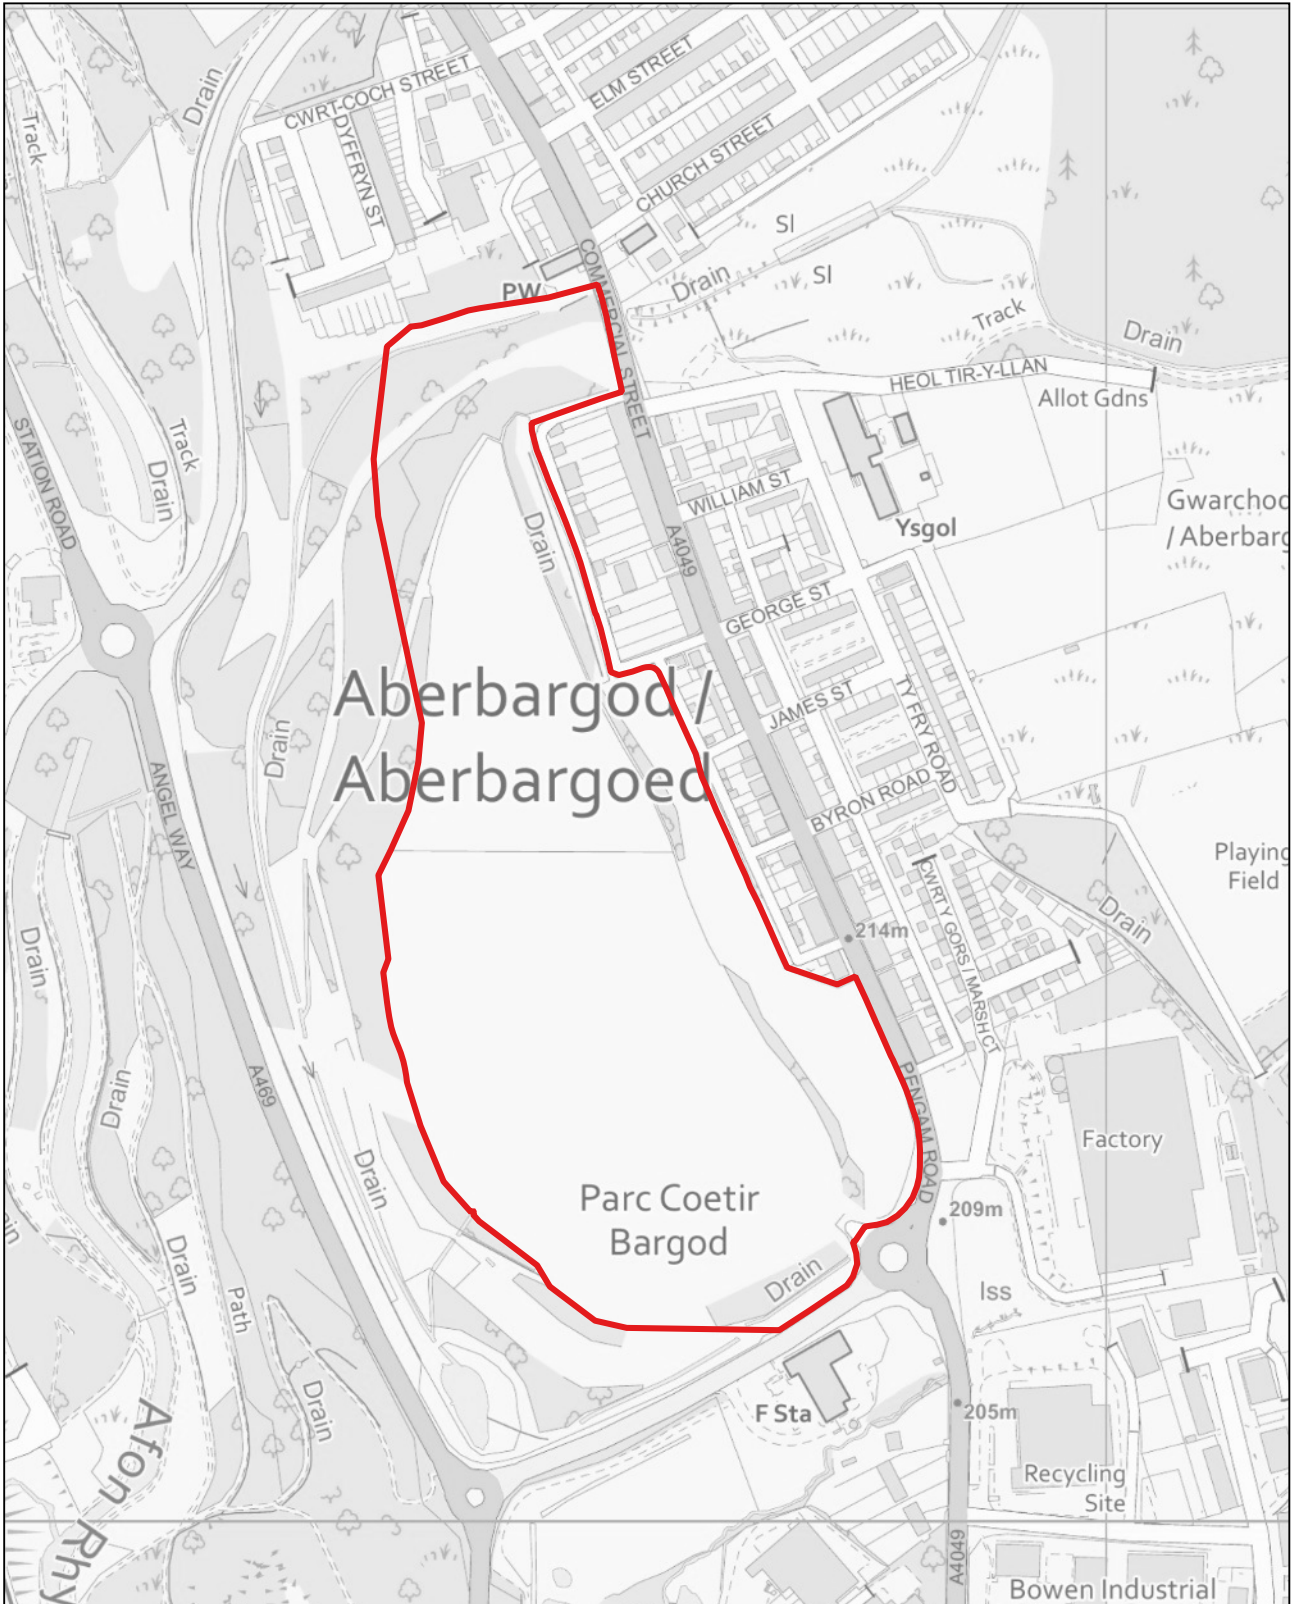 Drain
CWRT-COCH STREET
ELM STREET
Track
DYFFRYN ST
CHURCH STREET
Sl
Sl
Drain
PW
COMMERCIAL STREET
Track
Drain
HEOL TIR-Y-LLAN
Allot Gdns
STATION ROAD
Track
Drain
Drain
WILLIAM ST
A4049
Ysgol
Gwarchod
/ Aberbarg
GEORGE ST
Aberbargod /
Aberbargoed
JAMES ST
TY FRY ROAD
Drain
ANGEL WAY
BYRON ROAD
Playing
Field
CWRT Y GORS / MARSH CT
Drain
214m
Drain
A469
Drain
PENGAM ROAD
Factory
Drain
Parc Coetir
Bargod
209m
Drain
Drain
Path
Iss
Drain
F Sta
205m
Afon Rhy
Recycling
Site
A4049
Bowen Industrial